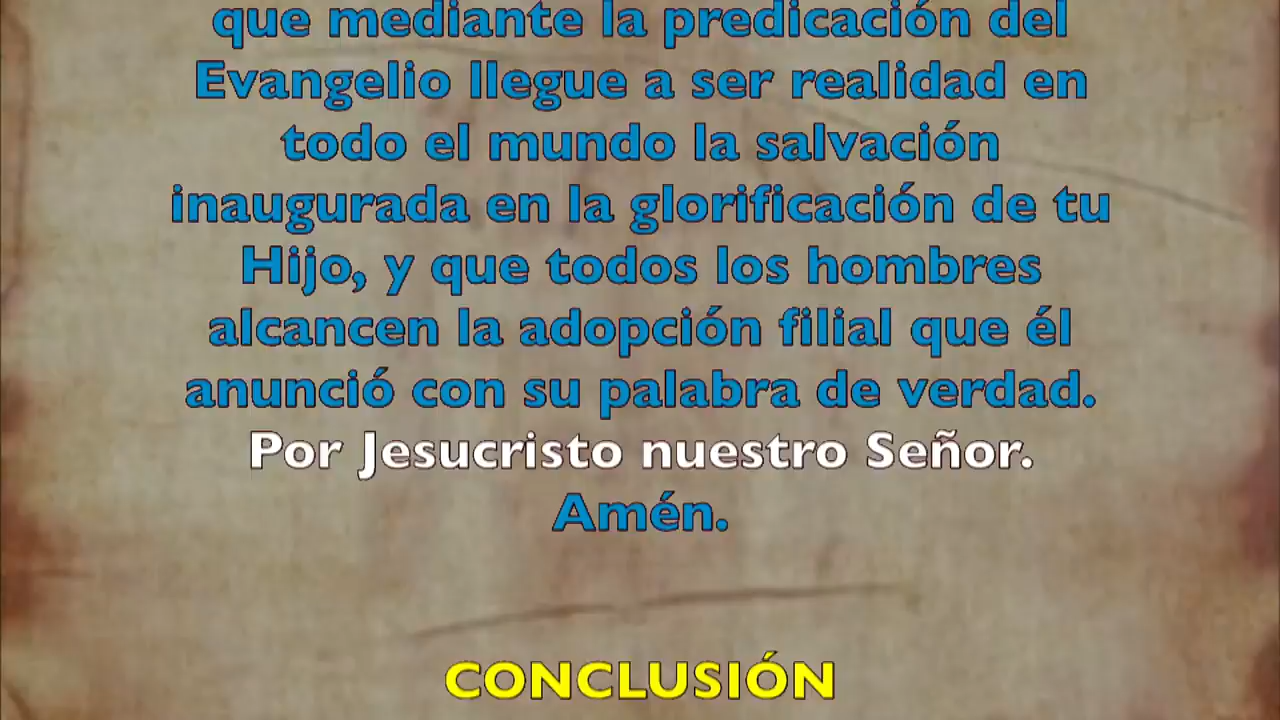 que mediante la predicación del
Evangelio llegue a ser realidad en
todo el mundo la salvación
inaugurada en la glorificación de tu
Hijo, y que todos los hombres
alcancen la adopción filial que él
anunció con su palabra de verdad.
Por Jesucristo nuestro Señor.
Amén.
CONCLUSIÓN